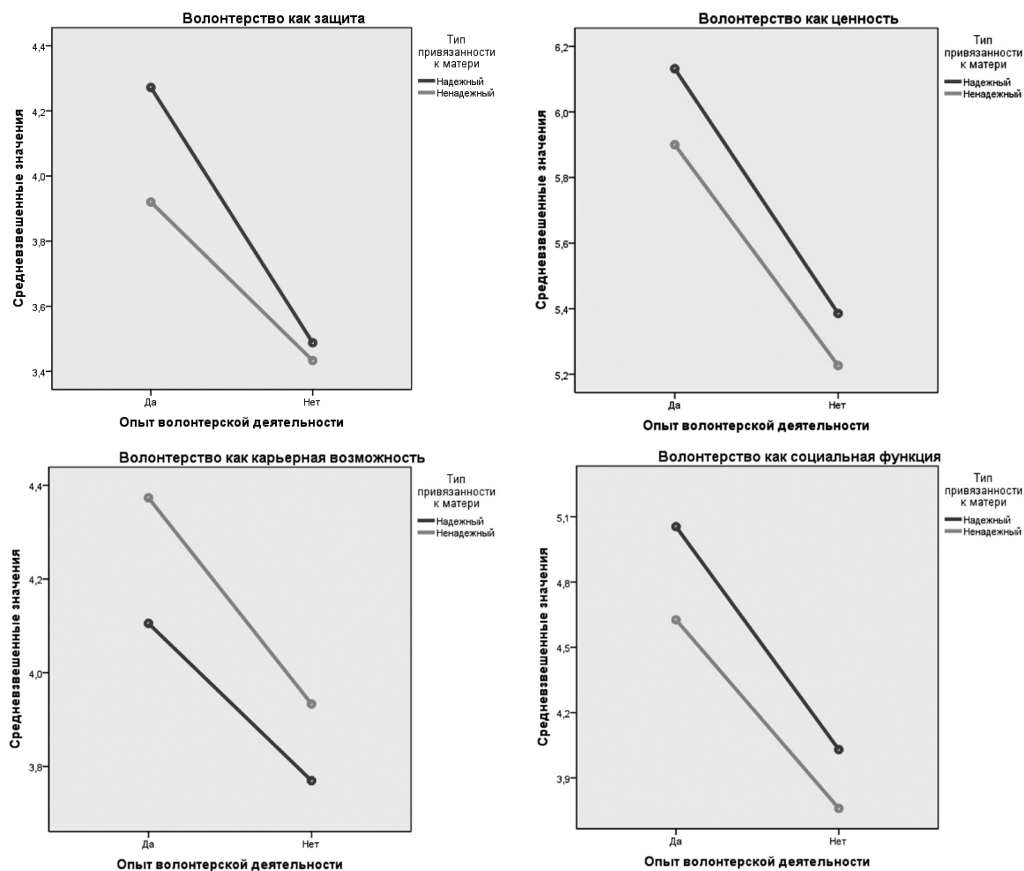 Волонтерство как защита
Тип
привязанности
к матери
Надежный
Ненадежный
Средневзвешенные значения
4,4
4,2
4,0
3,8
3,6
3,4
Да
Нет
Опыт волонтерской деятельности
Волонтерство как ценность
Тип
привязанности
к матери
Надежный
Ненадежный
Средневзвешенные значения
6,2
6,0
5,8
5,6
5,4
5,2
Да
Нет
Опыт волонтерской деятельности
Волонтерство как карьерная возможность
Тип
привязанности
к матери
Надежный
Ненадежный
Средневзвешенные значения
4,4
4,2
4,0
3,8
Да
Нет
Опыт волонтерской деятельности
Волонтерство как социальная функция
Тип
привязанности
к матери
Надежный
Ненадежный
Средневзвешенные значения
5,1
4,8
4,5
4,2
3,9
Да
Нет
Опыт волонтерской деятельности